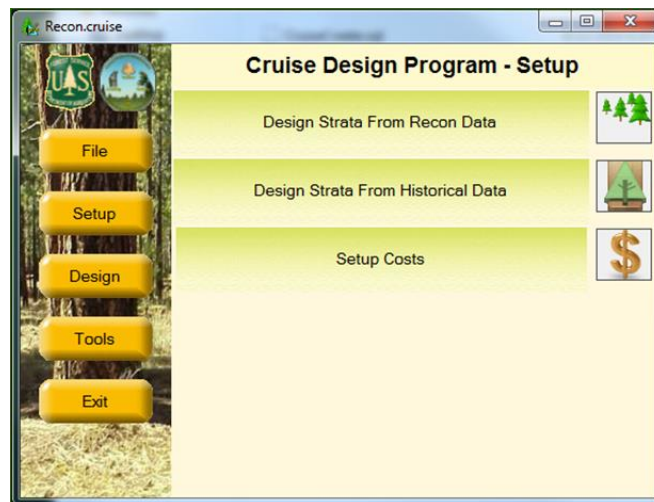 Recon.cruise
Cruise Design Program - Setup
Design Strata From Recon Data
Design Strata From Historical Data
Setup Costs
File
Setup
Design
Tools
Exit